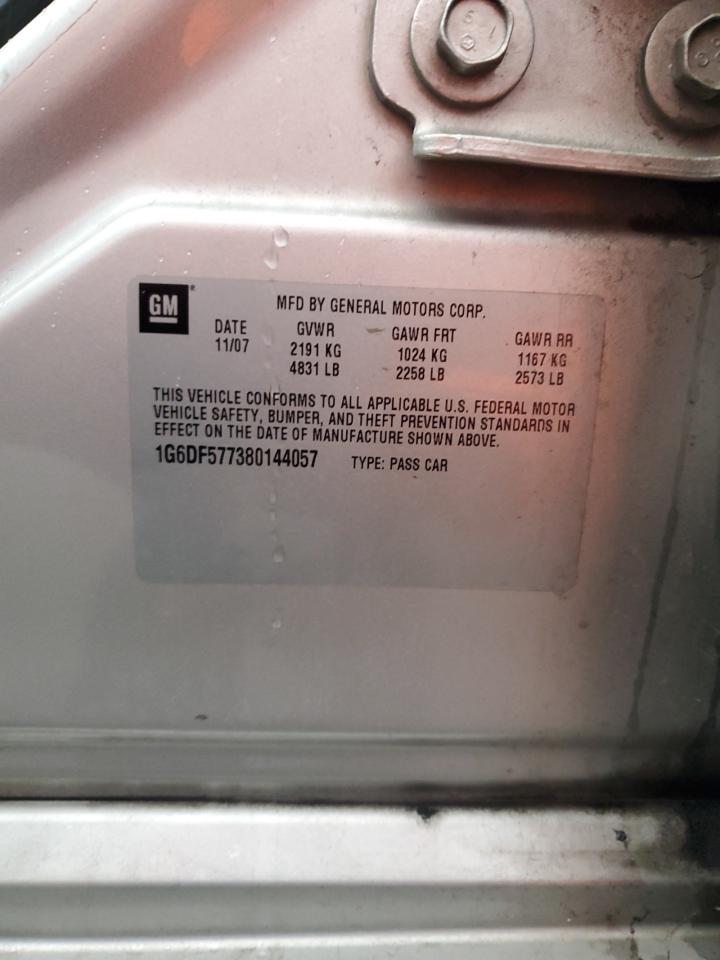 GM
MFD BY GENERAL MOTORS CORP.
DATE GVWR GAWR FRT GAWR RR
11/07 2191 KG 1024 KG 1167 KG
4831 LB 2258 LB 2573 LB
THIS VEHICLE CONFORMS TO ALL APPLICABLE U.S. FEDERAL MOTOR
VEHICLE SAFETY, BUMPER, AND THEFT PREVENTION STANDARDS IN
EFFECT ON THE DATE OF MANUFACTURE SHOWN ABOVE.
1G6DF577380144057 TYPE: PASS CAR